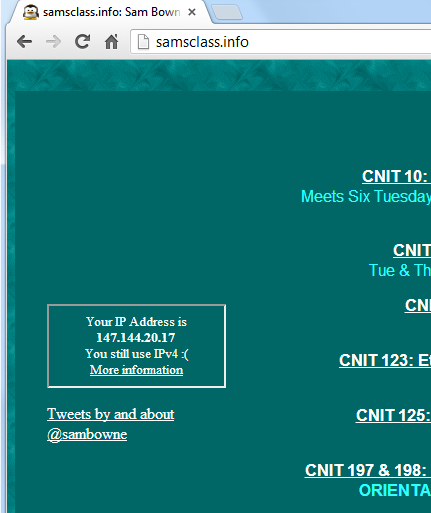 samsclass.info: Sam Bown
samsclass.info
CNIT 10:
Meets Six Tuesday
CNIT
Tue & Th
CNI
Your IP Address is
147.144.20.17
You still use IPv4 :(
More information
CNIT 123: Et
Tweets by and about
@sambowne
CNIT 125:
CNIT 197 & 198:
ORIENTA